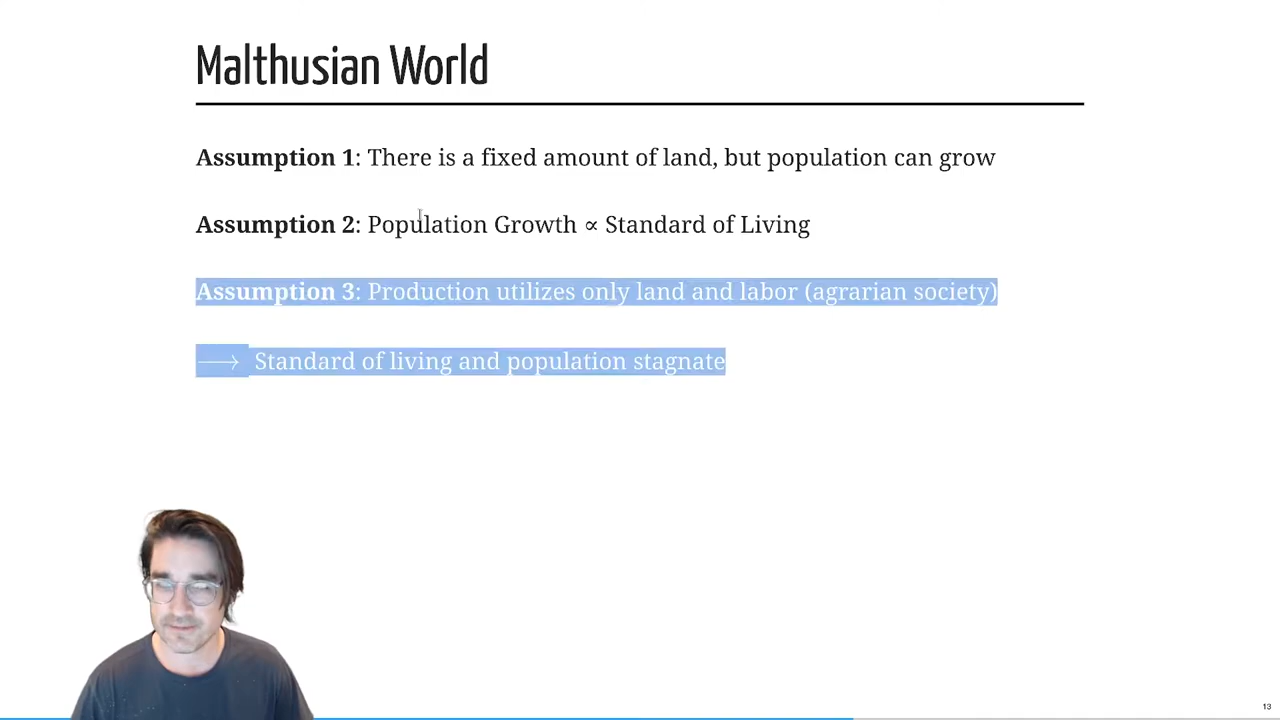 Malthusian World
Assumption 1: There is a fixed amount of land, but population can grow
Assumption 2: Population Growth ∝ Standard of Living
Assumption 3: Production utilizes only land and labor (agrarian society)
⟶ Standard of living and population stagnate
13